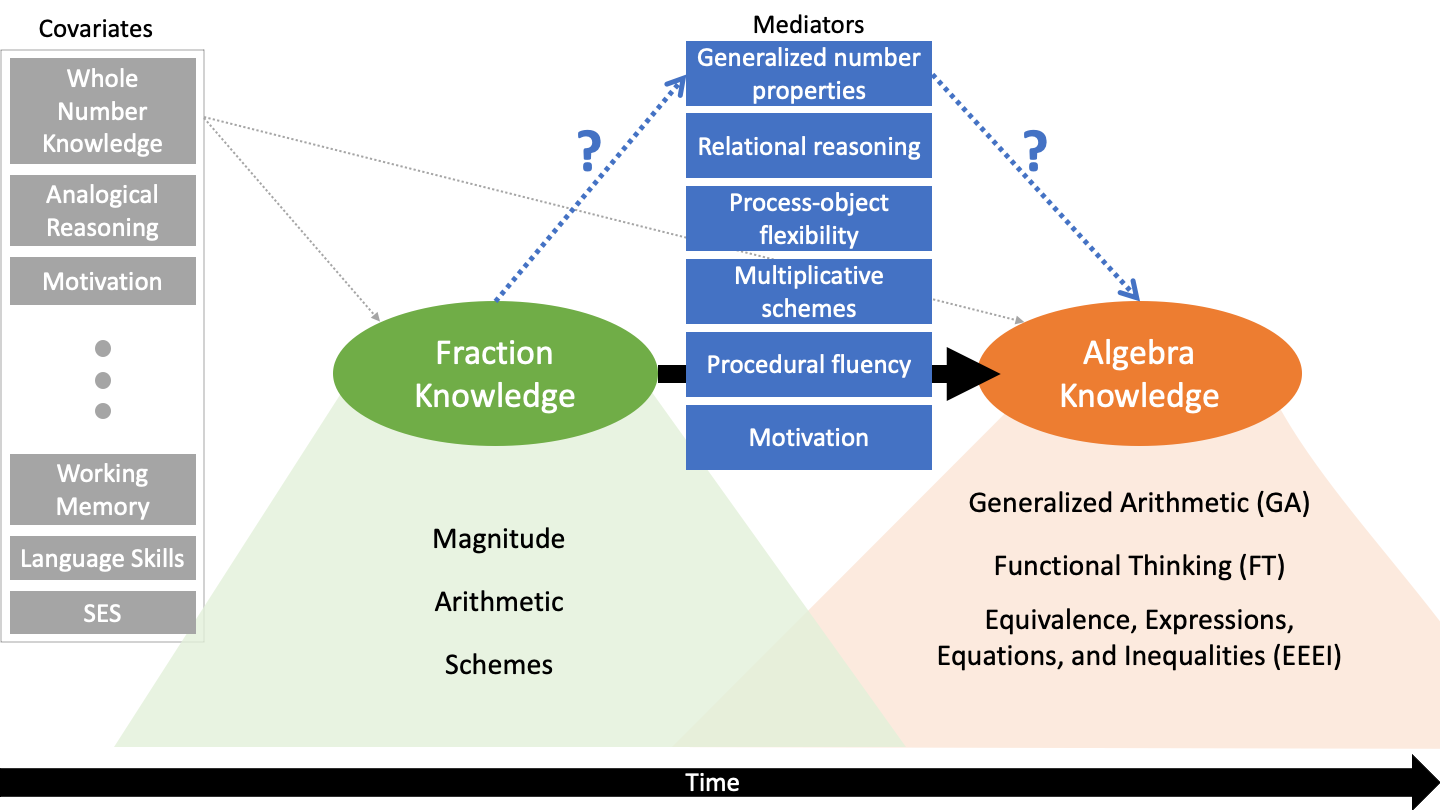 Covariates
Whole
Number
Knowledge
Analogical
Reasoning
Motivation
Working
Memory
Language Skills
SES
Mediators
Generalized number
properties
Relational reasoning
Process-object
flexibility
Multiplicative
schemes
Procedural fluency
Motivation
?
?
Fraction
Knowledge
Algebra
Knowledge
Magnitude
Arithmetic
Schemes
Generalized Arithmetic (GA)
Functional Thinking (FT)
Equivalence, Expressions,
Equations, and Inequalities (EEEI)
Time